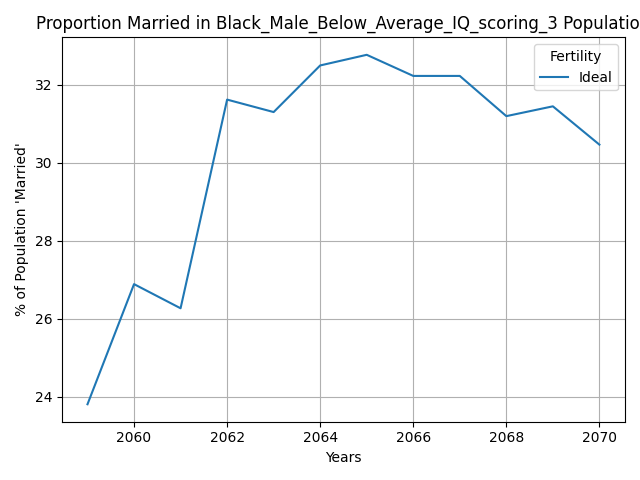 Proportion Married in Black_Male_Below_Average_IQ_scoring_3 Populatio
Fertility
Ideal
% of Population 'Married'
32
30
28
26
24
2060 2062 2064 2066 2068 2070
Years